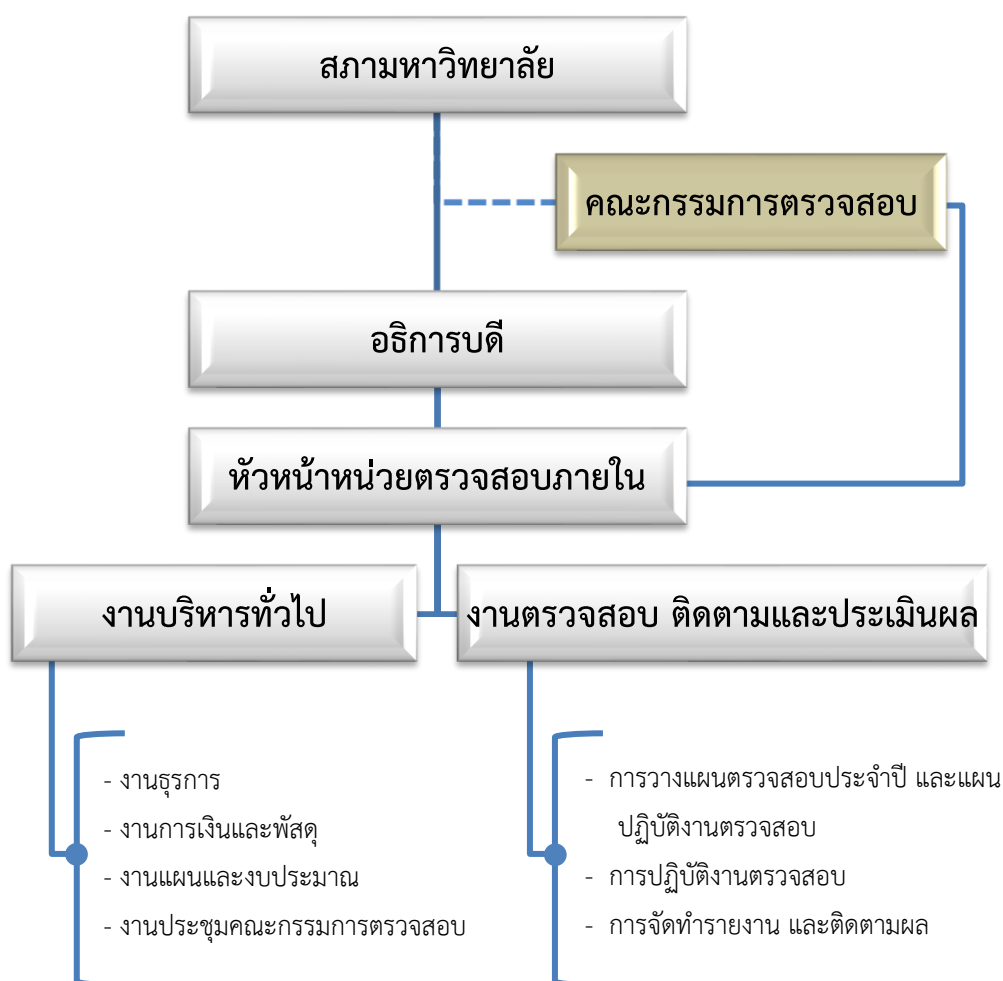 สภามหาวิทยาลัย
คณะกรรมการตรวจสอบ
อธิการบดี
หัวหน้าหน่วยตรวจสอบภายใน
งานบริหารทั่วไป
- งานธุรการ
- งานการเงินและพัสดุ
- งานแผนและงบประมาณ
- งานประชุมคณะกรรมการตรวจสอบ
งานตรวจสอบ ติดตามและประเมินผล
- การวางแผนตรวจสอบประจำปี และแผน
ปฏิบัติงานตรวจสอบ
- การปฏิบัติงานตรวจสอบ
- การจัดทำรายงาน และติดตามผล